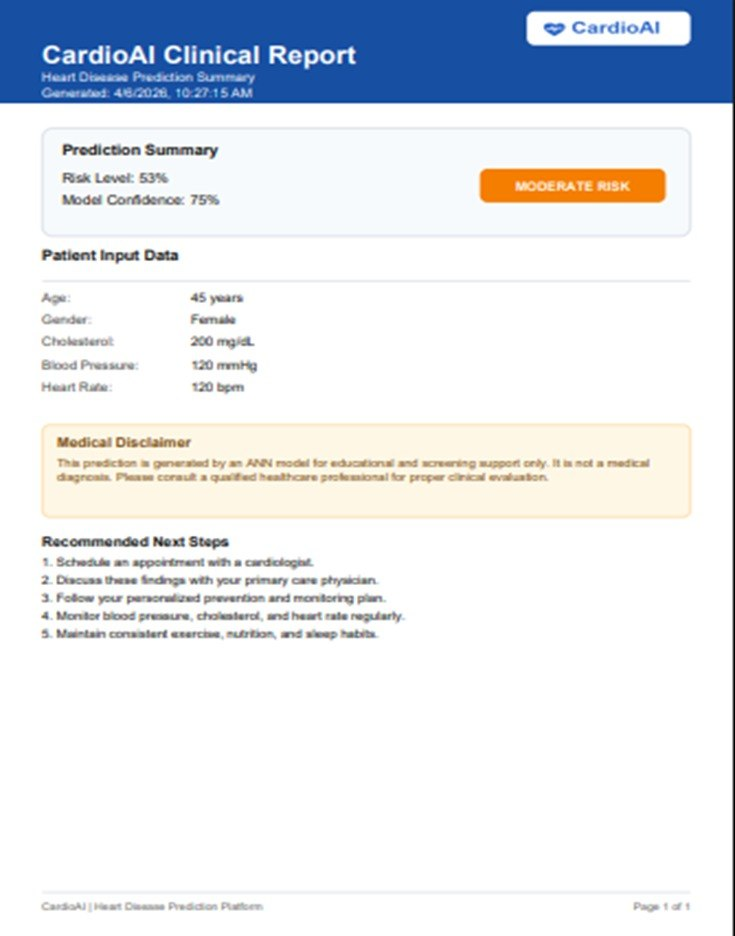 CardioAI
CardioAI Clinical Report
Heart Disease Prediction Summary
Generated: 4/6/2026, 10:27:15 AM
Prediction Summary
Risk Level: 53%
Model Confidence: 75%
MODERATE RISK
Patient Input Data
Age: 45 years
Gender: Female
Cholesterol: 200 mg/dL
Blood Pressure: 120 mmHg
Heart Rate: 120 bpm
Medical Disclaimer
This prediction is generated by an ANN model for educational and screening support only. It is not a medical
diagnosis. Please consult a qualified healthcare professional for proper clinical evaluation.
Recommended Next Steps
1. Schedule an appointment with a cardiologist.
2. Discuss these findings with your primary care physician.
3. Follow your personalized prevention and monitoring plan.
4. Monitor blood pressure, cholesterol, and heart rate regularly.
5. Maintain consistent exercise, nutrition, and sleep habits.
CardioAI | Heart Disease Prediction Platform
Page 1 of 1